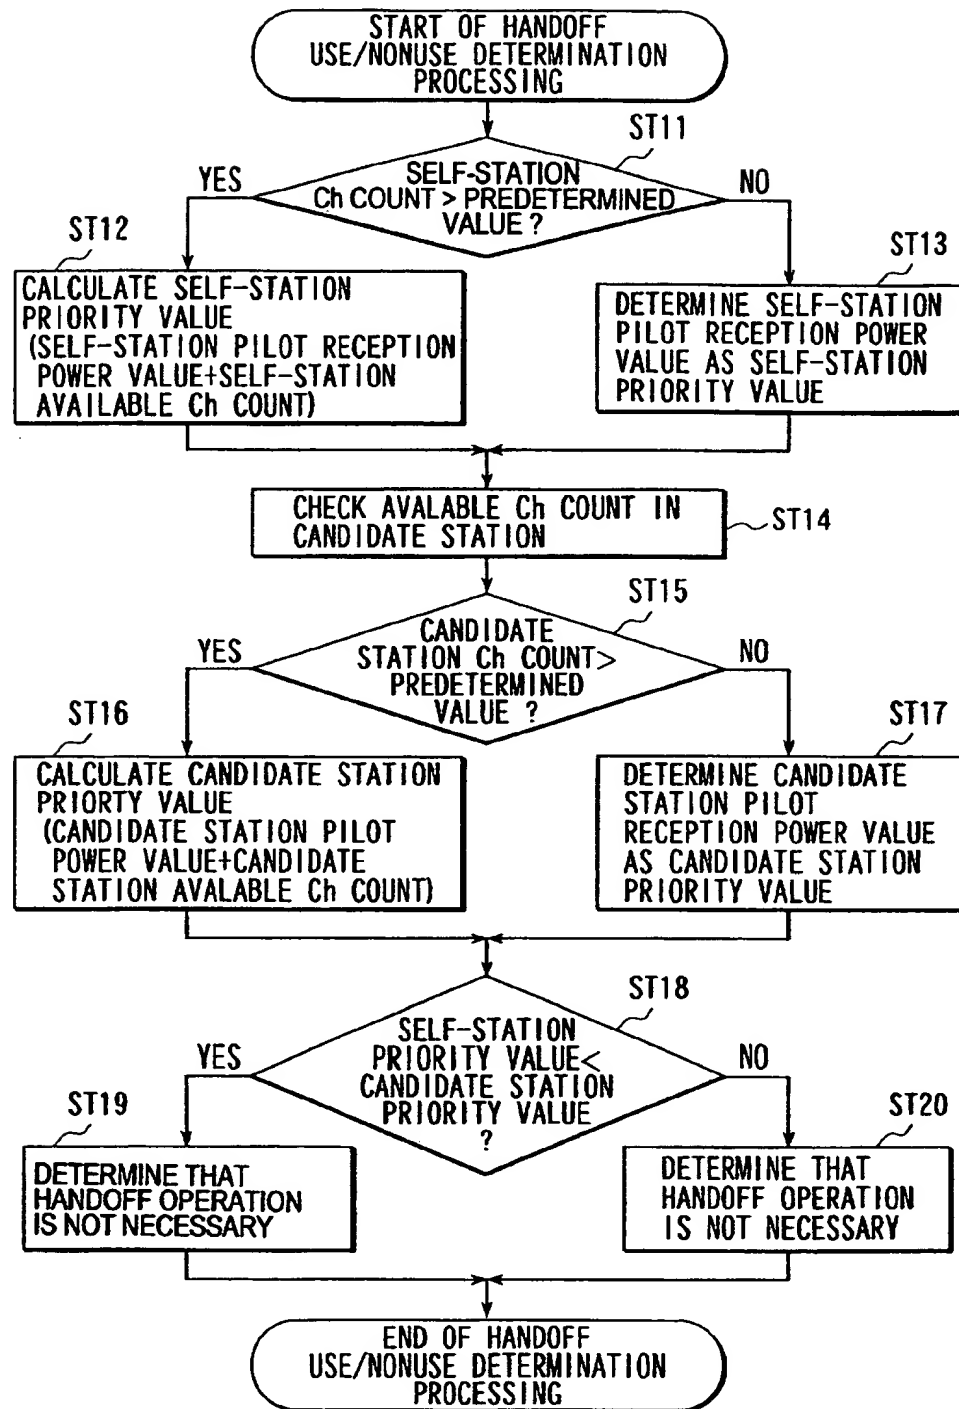 START OF HANDOFF
USE/NONUSE DETERMINATION
PROCESSING
ST11
SELF-STATION
Ch COUNT > PREDETERMINED
VALUE ?
YES
NO
ST12
CALCULATE SELF-STATION
PRIORITY VALUE
(SELF-STATION PILOT RECEPTION
POWER VALUE+SELF-STATION
AVAILABLE Ch COUNT)
ST13
DETERMINE SELF-STATION
PILOT RECEPTION POWER
VALUE AS SELF-STATION
PRIORITY VALUE
CHECK AVALABLE Ch COUNT IN
CANDIDATE STATION
ST14
ST15
CANDIDATE
STATION Ch COUNT>
PREDETERMINED
VALUE ?
YES
NO
ST16
CALCULATE CANDIDATE STATION
PRIORTY VALUE
(CANDIDATE STATION PILOT
POWER VALUE+CANDIDATE
STATION AVALABLE Ch COUNT)
ST17
DETERMINE CANDIDATE
STATION PILOT
RECEPTION POWER VALUE
AS CANDIDATE STATION
PRIORITY VALUE
ST18
SELF-STATION
PRIORITY VALUE<
CANDIDATE STATION
PRIORITY VALUE
?
YES
NO
ST19
DETERMINE THAT
HANDOFF OPERATION
IS NOT NECESSARY
ST20
DETERMINE THAT
HANDOFF OPERATION
IS NOT NECESSARY
END OF HANDOFF
USE/NONUSE DETERMINATION
PROCESSING